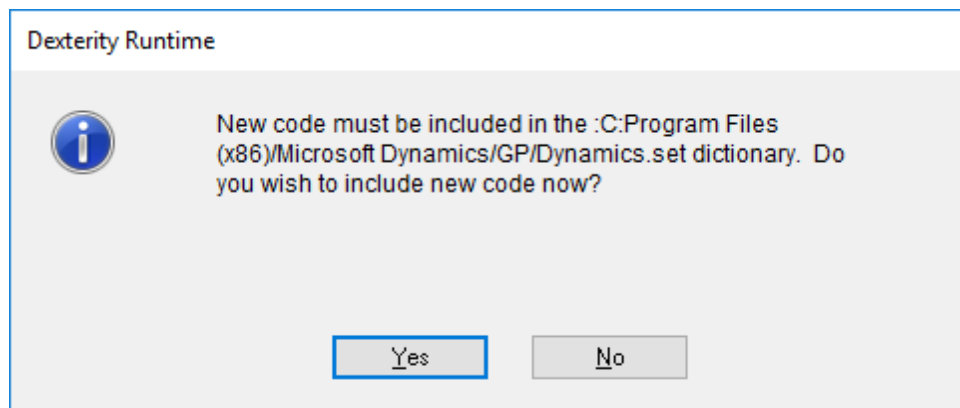 Dexterity Runtime
New code must be included in the :C:Program Files
(x86)/Microsoft Dynamics/GP/Dynamics.set dictionary.  Do
you wish to include new code now?
Yes
No